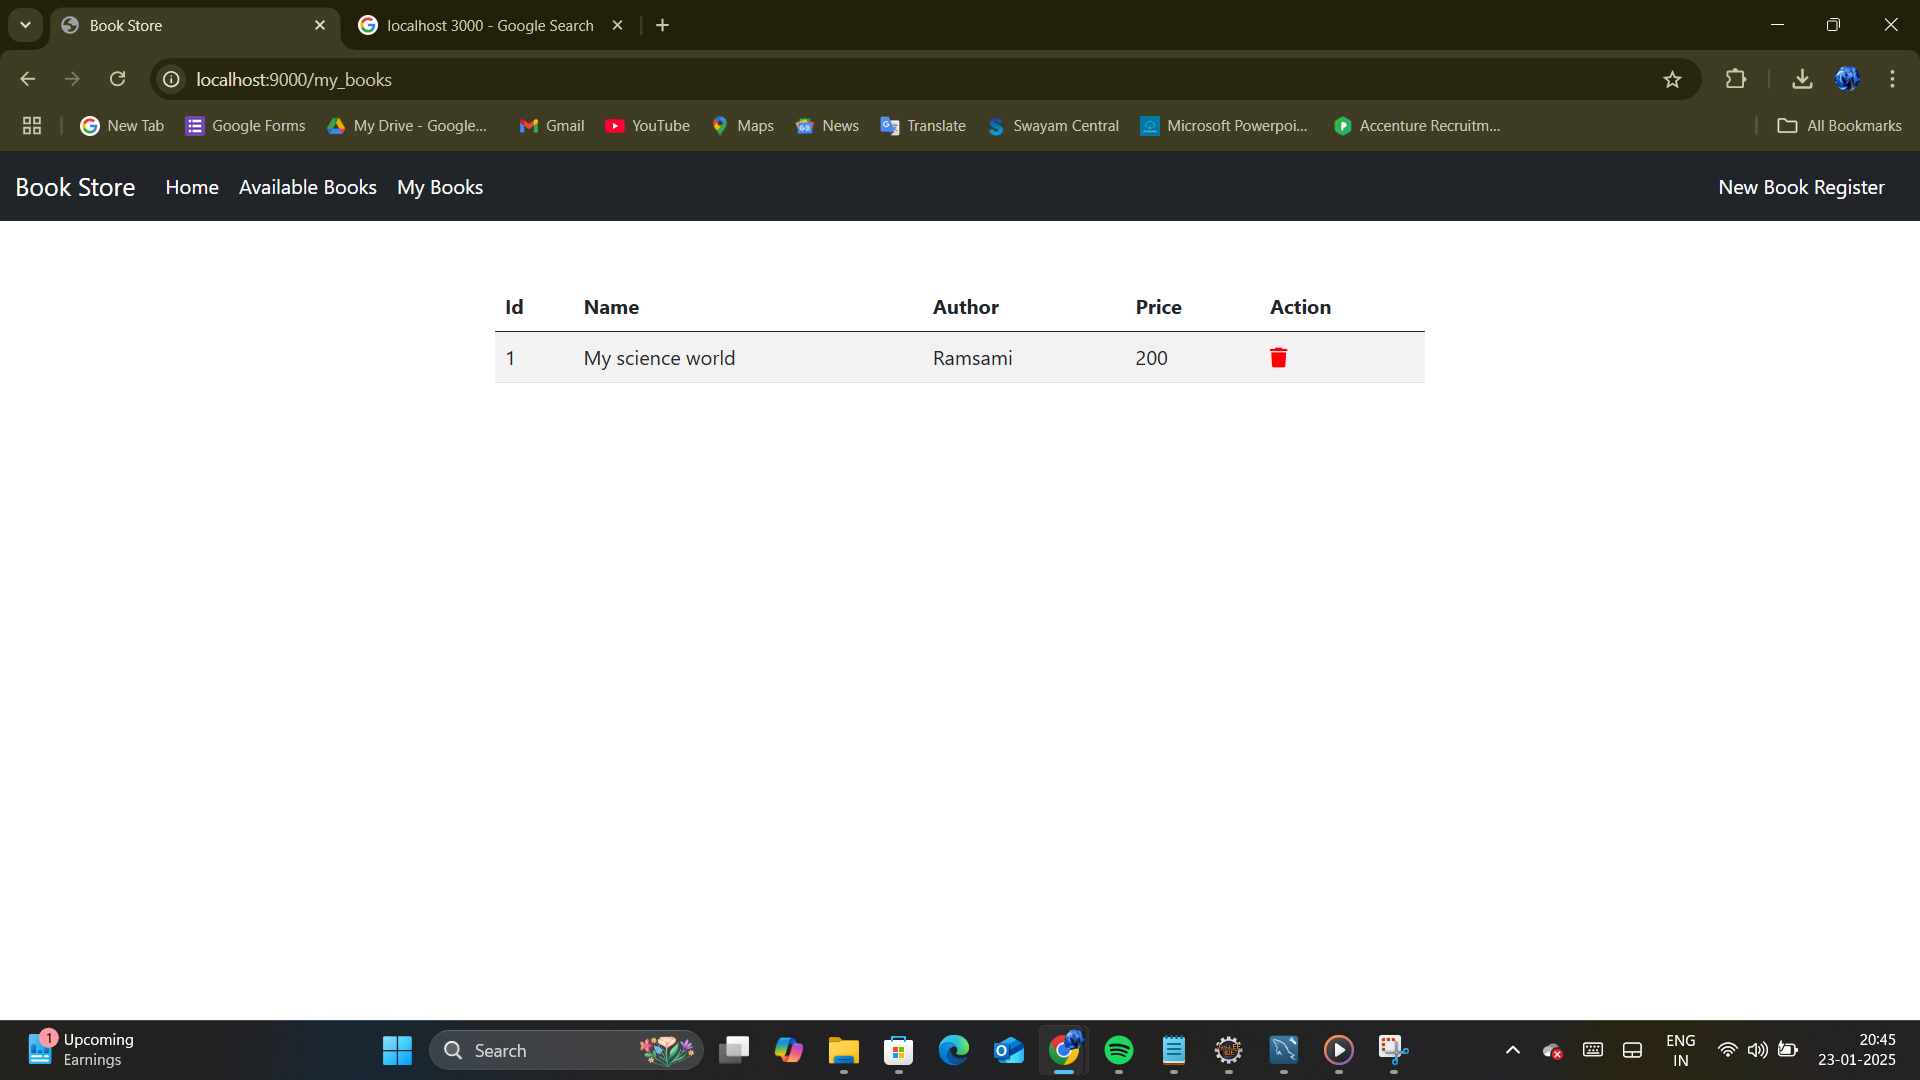 Book Store
localhost 3000 - Google Search
localhost:9000/my_books
New Tab
Google Forms
My Drive - Google...
Gmail
YouTube
Maps
News
Translate
Swayam Central
Microsoft Powerpoi...
Accenture Recruitm...
All Bookmarks
Book Store Home Available Books My Books New Book Register
Id Name Author Price Action
1 My science world Ramsami 200
1
Upcoming
Earnings
Search
ENG
IN
20:45
23-01-2025